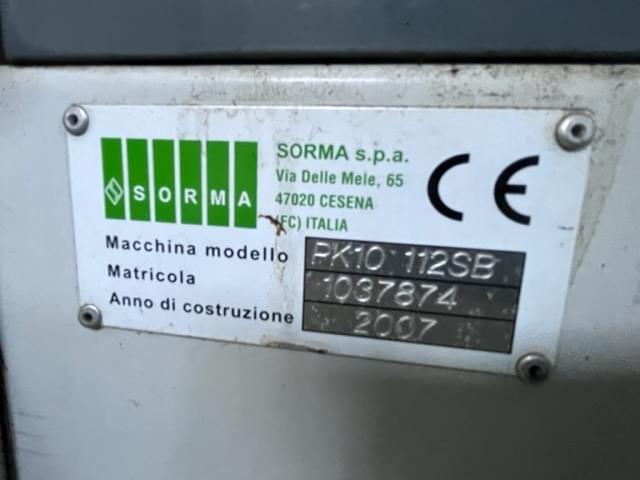 SORMA
SORMA s.p.a.
Via Delle Mele, 65
47020 CESENA
(FC) ITALIA
CE
Macchina modello PK10 112SB
Matricola 1037874
Anno di costruzione 2007